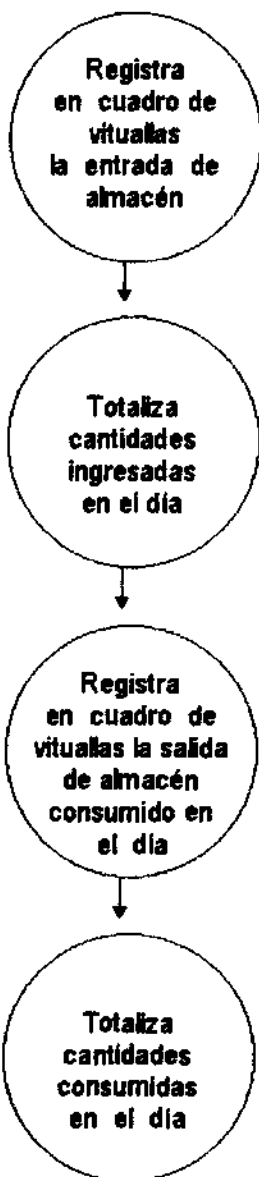 Registra
en cuadro de
vituallas
la entrada de
almacén
Totaliza
cantidades
ingresadas
en el día
Registra
en cuadro de
vituallas la salida
de almacén
consumido en
el día
Totaliza
cantidades
consumidas
en el día